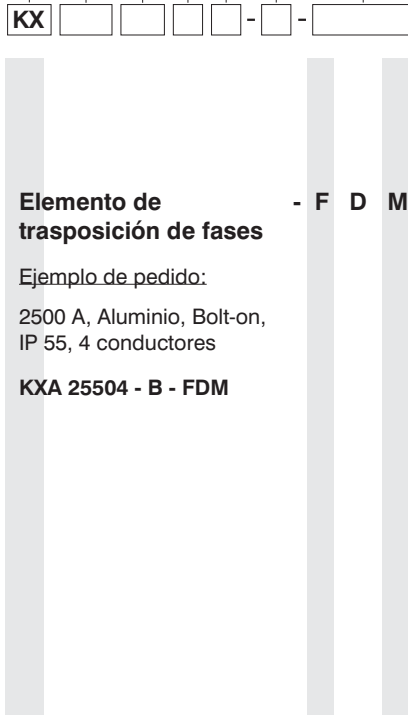 KX - -
Elemento de - F D M
trasposición de fases
Ejemplo de pedido:
2500 A, Aluminio, Bolt-on,
IP 55, 4 conductores
KXA 25504 - B - FDM